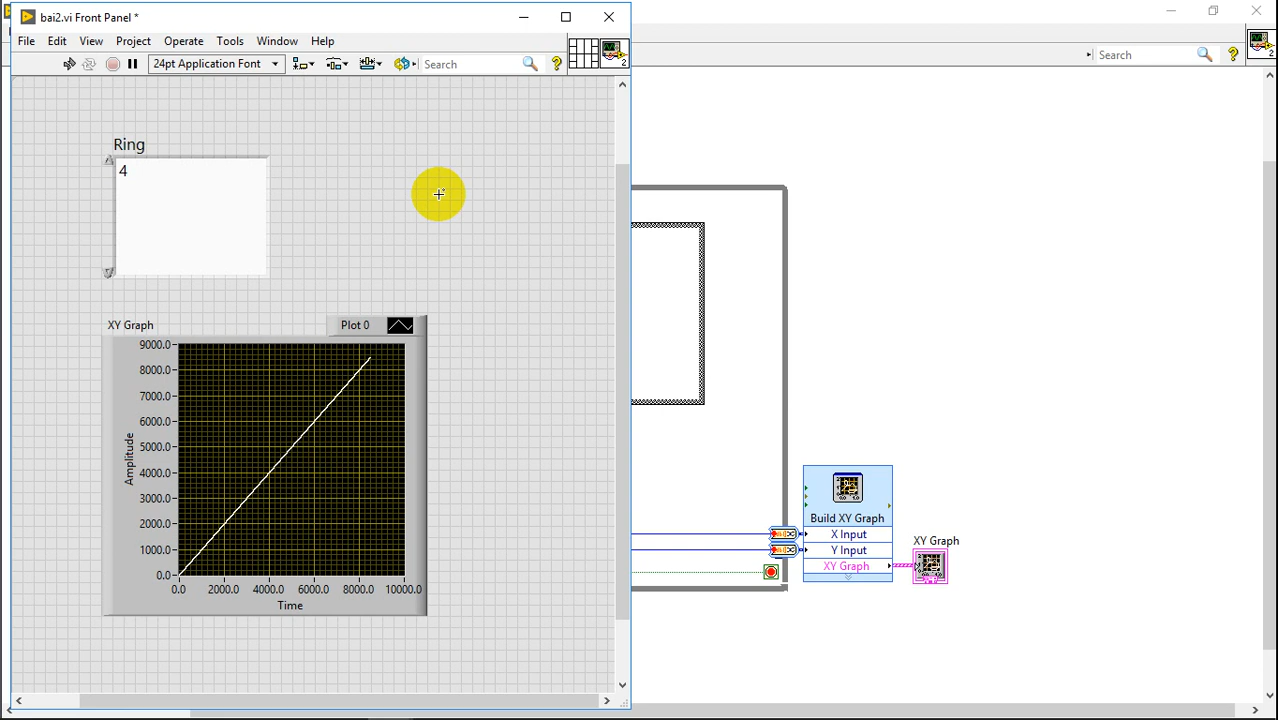 bai2.vi Front Panel *
File Edit View Project Operate Tools Window Help
24pt Application Font
Search
2
Search
2
Ring
4
XY Graph
Plot 0
9000.0
8000.0
7000.0
6000.0
5000.0
4000.0
3000.0
2000.0
1000.0
0.0
Amplitude
0.0 2000.0 4000.0 6000.0 8000.0 10000.0
Time
Build XY Graph
X Input
Y Input
XY Graph
XY Graph